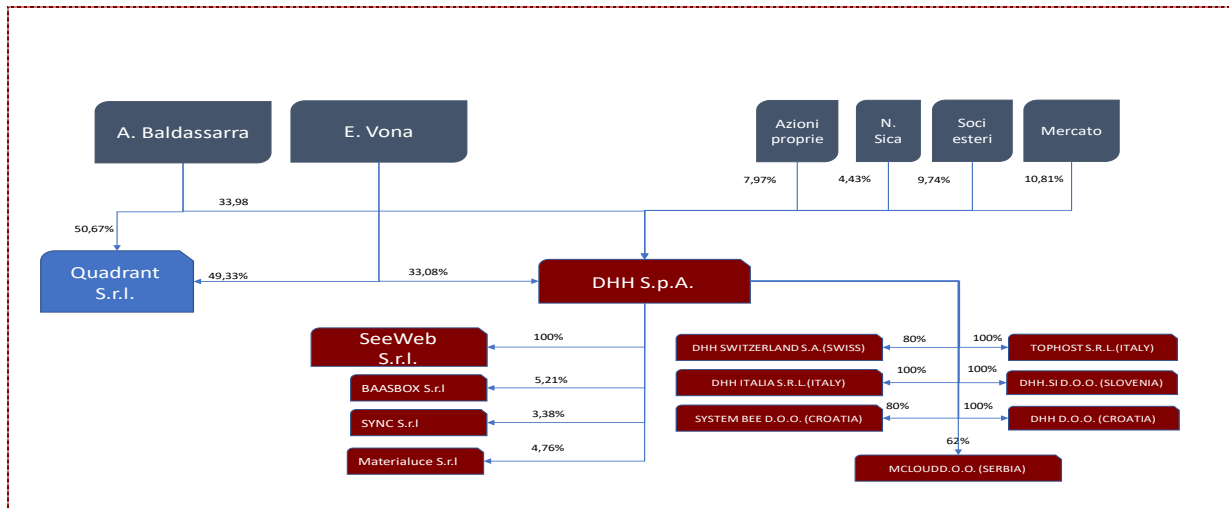 A. Baldassarra
E. Vona
Azioni
proprie
N.
Sica
Soci
esteri
Mercato
7,97%
4,43%
9,74%
10,81%
33,98
50,67%
Quadrant
S.r.l.
49,33%
33,08%
DHH S.p.A.
SeeWeb
S.r.l.
100%
BAASBOX S.r.l
5,21%
SYNC S.r.l
3,38%
Materialuce S.r.l
4,76%
DHH SWITZERLAND S.A.(SWISS)
80%
100%
TOPHOST S.R.L.(ITALY)
DHH ITALIA S.R.L.(ITALY)
100%
100%
DHH.SI D.O.O. (SLOVENIA)
SYSTEM BEE D.O.O. (CROATIA)
80%
100%
DHH D.O.O. (CROATIA)
62%
MCLOUDD.O.O. (SERBIA)